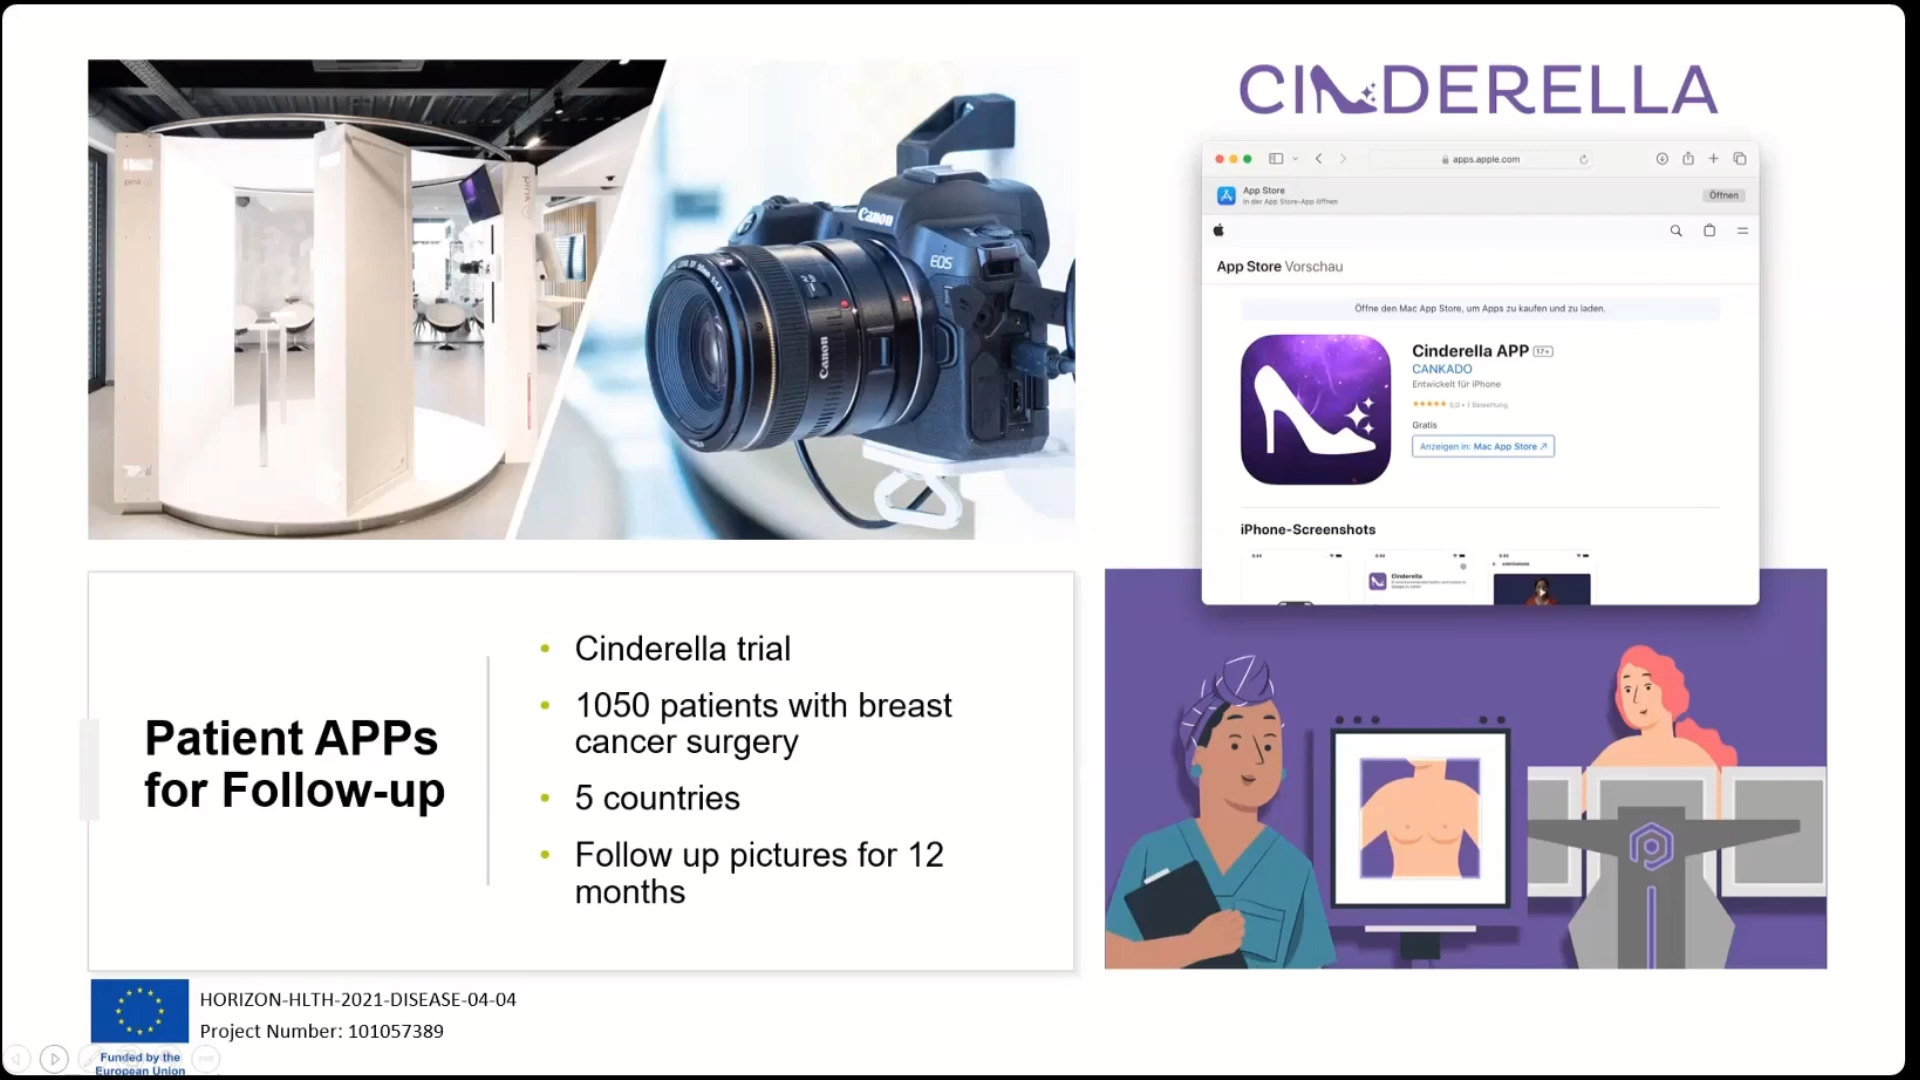 CINDERELLA
apps.apple.com
App Store
In der App Store-App öffnen
Öffnen
App Store Vorschau
Öffne den Mac App Store, um Apps zu kaufen und zu laden.
Cinderella APP 17+
CANKADO
Entwickelt für iPhone
★★★★★ 5,0 • 1 Bewertung
Gratis
Anzeigen in: Mac App Store ↗
iPhone-Screenshots
Cinderella
Canon
EOS
Canon
Patient APPs
for Follow-up
• Cinderella trial
• 1050 patients with breast
cancer surgery
• 5 countries
• Follow up pictures for 12
months
HORIZON-HLTH-2021-DISEASE-04-04
Project Number: 101057389
Funded by the
European Union